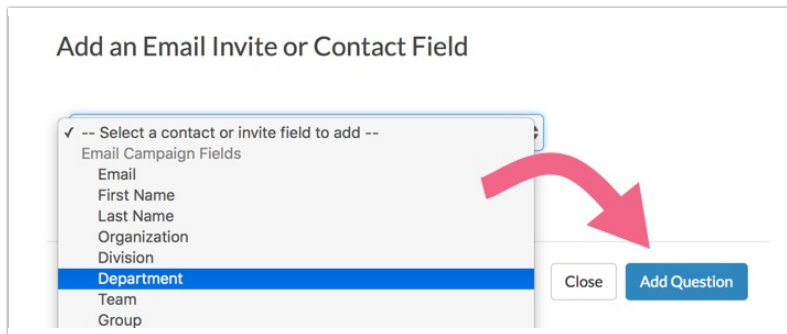 Add an Email Invite or Contact Field
✓ -- Select a contact or invite field to add --
Email Campaign Fields
Email
First Name
Last Name
Organization
Division
Department
Team
Group
Close
Add Question